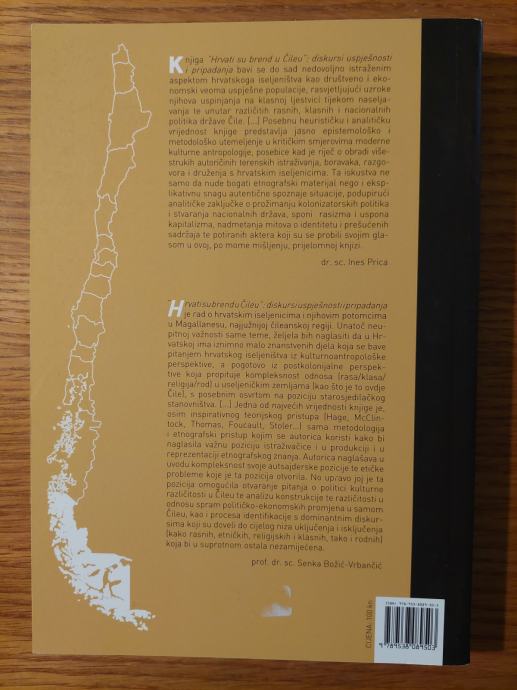 Knjiga "Hrvati su brend u Čileu": diskursi uspješnosti
i pripadanja bavi se do sad nedovoljno istraženim
aspektom hrvatskoga iseljeništva kao društveno i eko-
nomski veoma uspješne populacije, rasvjetljujući uzroke
njihova uspinjanja na klasnoj ljestvici tijekom naselja-
vanja te unutar različitih rasnih, klasnih i nacionalnih
politika države Čile. [...] Posebnu heurističku i analitičku
vrijednost knjige predstavlja jasno epistemološko i
metodološko utemeljenje u kritičkim smjerovima moderne
kulturne antropologije, posebice kad je riječ o obradi više-
strukih autoričinih terenskih istraživanja, boravaka, razgo-
vora i druženja s hrvatskim iseljenicima. Ta iskustva ne
samo da nude bogati etnografski materijal nego i eks-
plikativnu snagu autentične spoznaje situacije, podupirući
analitičke zaključke o prožimanju kolonizatorskih politika
i stvaranja nacionalnih država, sponi rasizma i uspona
kapitalizma, nadmetanja mitova o identitetu i prešućenih
sadržaja te potiranih aktera koji su se probili svojim gla-
som u ovoj, po mome mišljenju, prijelomnoj knjizi.
dr. sc. Ines Prica
"Hrvati su brend u Čileu": diskursi uspješnosti i pripadanja
je rad o hrvatskim iseljenicima i njihovim potomcima
u Magallanesu, najjužnijoj čileanskoj regiji. Unatoč neu-
pitnoj važnosti same teme, željela bih naglasiti da u Hr-
vatskoj ima iznimno malo znanstvenih djela koja se bave
pitanjem hrvatskog iseljeništva iz kulturnoantropološke
perspektive, a pogotovo iz postkolonijalne perspek-
tive koja propituje kompleksnost odnosa (rasa/klasa/
religija/rod) u useljeničkim zemljama (kao što je to ovdje
Čile), s posebnim osvrtom na poziciju starosjedilačkog
stanovništva. [...] Jedna od najvećih vrijednosti knjige je,
osim inspirativnog teorijskog pristupa (Hage, McClin-
tock, Thomas, Foucault, Stoler...) sama metodologija
i etnografski pristup kojim se autorica koristi kako bi
naglasila važnu poziciju istraživačice i u produkciji i u
reprezentaciji etnografskog znanja. Autorica naglašava u
uvodu kompleksnost svoje autsajderske pozicije te etičke
probleme koje je ta pozicija otvorila. No upravo joj je ta
pozicija omogućila otvaranje pitanja o politici kulturne
različitosti u Čileu te analizu konstrukcije te različitosti u
odnosu spram političko-ekonomskih promjena u samom
Čileu, kao i procesa identifikacije s dominantnim diskur-
sima koji su doveli do cijelog niza uključenja i isključenja
(kako rasnih, etničkih, religijskih i klasnih, tako i rodnih)
koja bi u suprotnom ostala nezamijećena.
prof. dr. sc. Senka Božić-Vrbančić
CIJENA: 100 kn
9 789538 089503